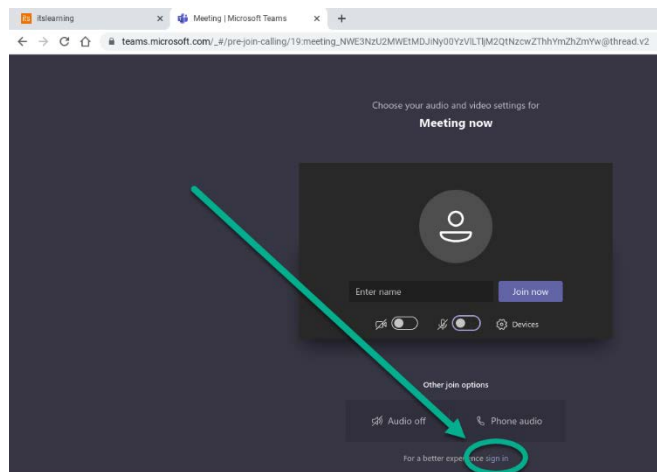 its itslearning
Meeting | Microsoft Teams
teams.microsoft.com/_#/pre-join-calling/19:meeting_NWE3NzU2MWEtMDJiNy00YzVlLTljM2QtNzcwZThhYmZhZmYw@thread.v2
Choose your audio and video settings for
Meeting now
Enter name
Join now
Devices
Other join options
Audio off
Phone audio
For a better experience sign in